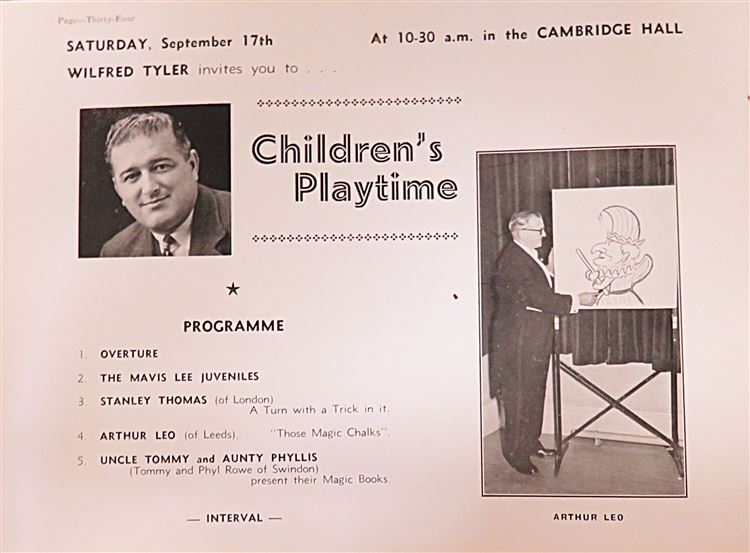 Page—Thirty-Four
SATURDAY, September 17th At 10-30 a.m. in the CAMBRIDGE HALL
WILFRED TYLER invites you to . . .
Children's
Playtime
PROGRAMME
1. OVERTURE
2. THE MAVIS LEE JUVENILES
3. STANLEY THOMAS (of London)
A Turn with a Trick in it.
4. ARTHUR LEO (of Leeds). "Those Magic Chalks".
5. UNCLE TOMMY and AUNTY PHYLLIS
(Tommy and Phyl Rowe of Swindon)
present their Magic Books.
— INTERVAL —
ARTHUR LEO